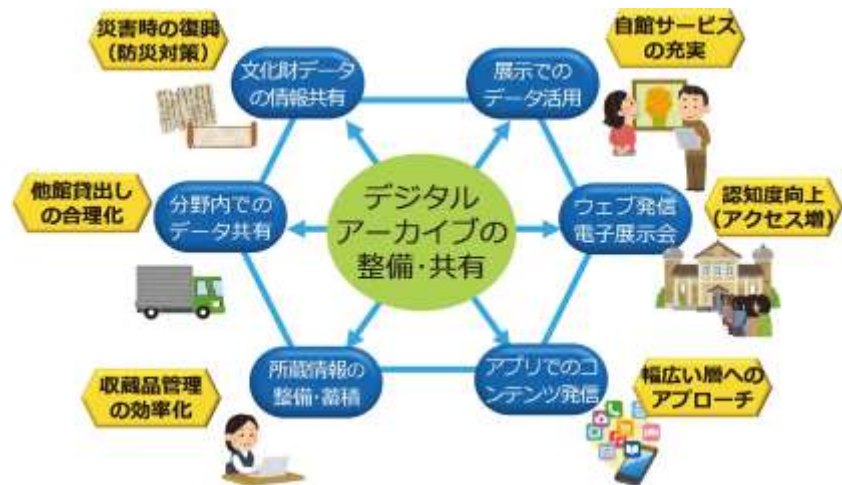 災害時の復興
(防災対策)
文化財データ
の情報共有
展示での
データ活用
自館サービス
の充実
他館貸出し
の合理化
分野内での
データ共有
デジタル
アーカイブの
整備・共有
ウェブ発信
電子展示会
認知度向上
(アクセス増)
収蔵品管理
の効率化
所蔵情報の
整備・蓄積
アプリでのコ
ンテンツ発信
幅広い層への
アプローチ